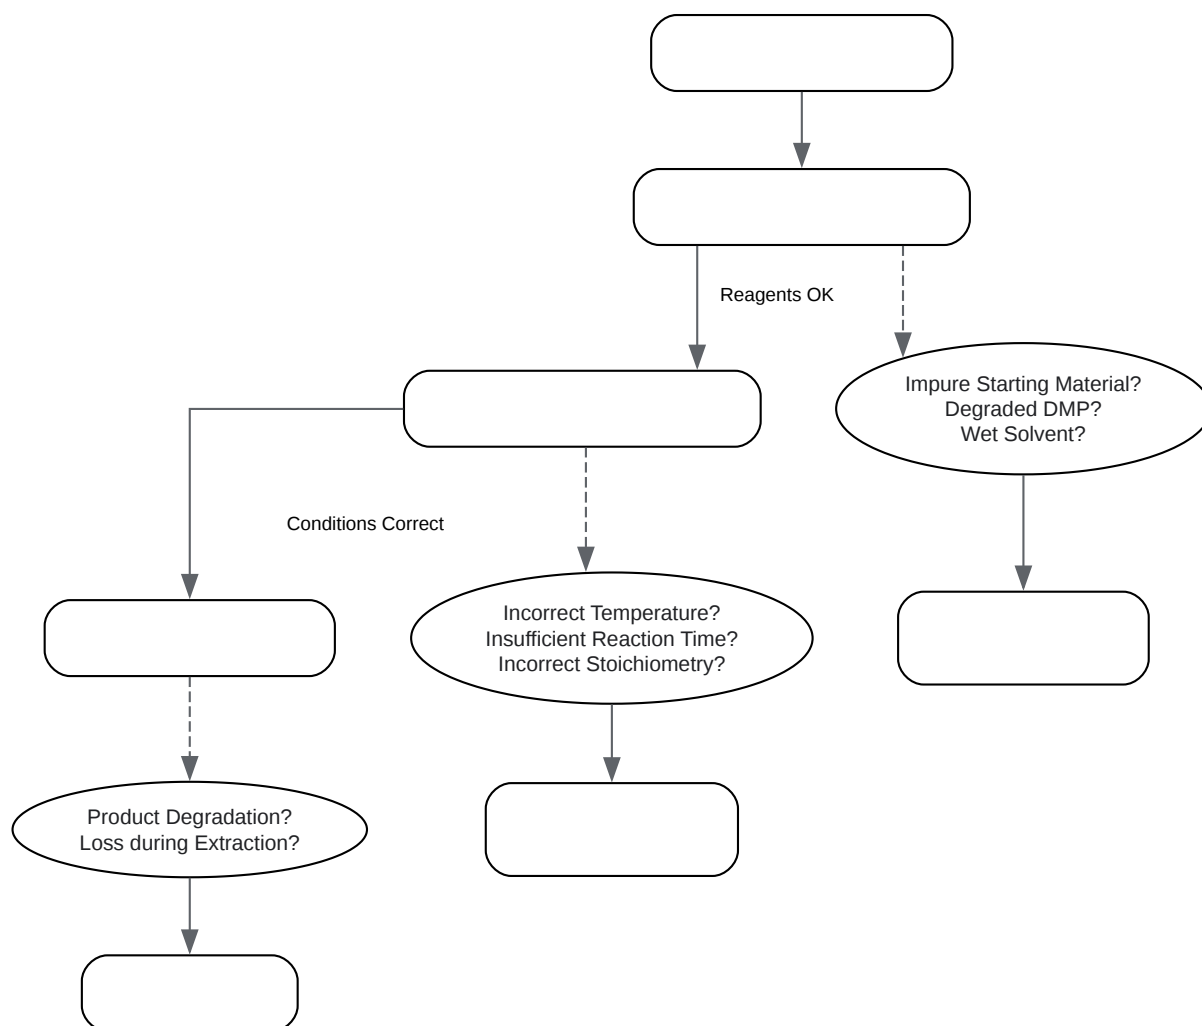 Reagents OK
Impure Starting Material?
Degraded DMP?
Wet Solvent?
Conditions Correct
Incorrect Temperature?
Insufficient Reaction Time?
Incorrect Stoichiometry?
Product Degradation?
Loss during Extraction?